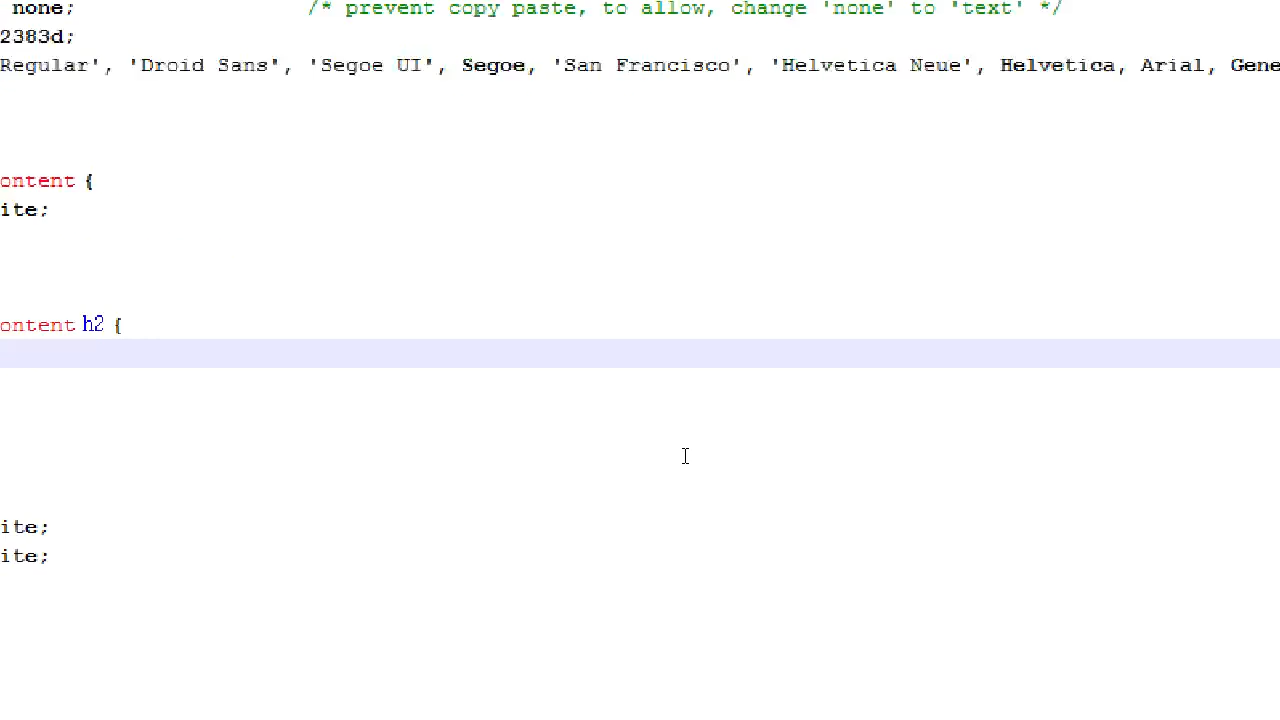 none; /* prevent copy paste, to allow, change 'none' to 'text' */
2383d;
Regular', 'Droid Sans', 'Segoe UI', Segoe, 'San Francisco', 'Helvetica Neue', Helvetica, Arial, Gene
ontent {
ite;
ontent h2 {
ite;
ite;